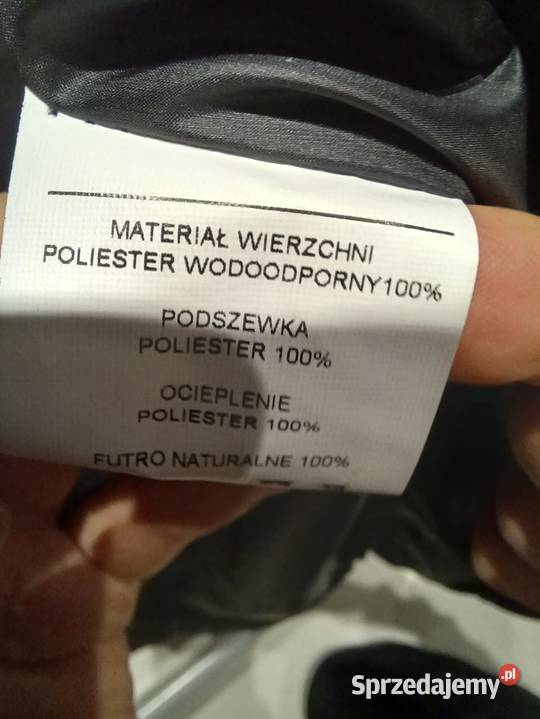 MATERIAŁ WIERZCHNI
POLIESTER WODOODPORNY100%
PODSZEWKA
POLIESTER 100%
OCIEPLENIE
POLIESTER 100%
FUTRO NATURALNE 100%
Sprzedajemy.pl